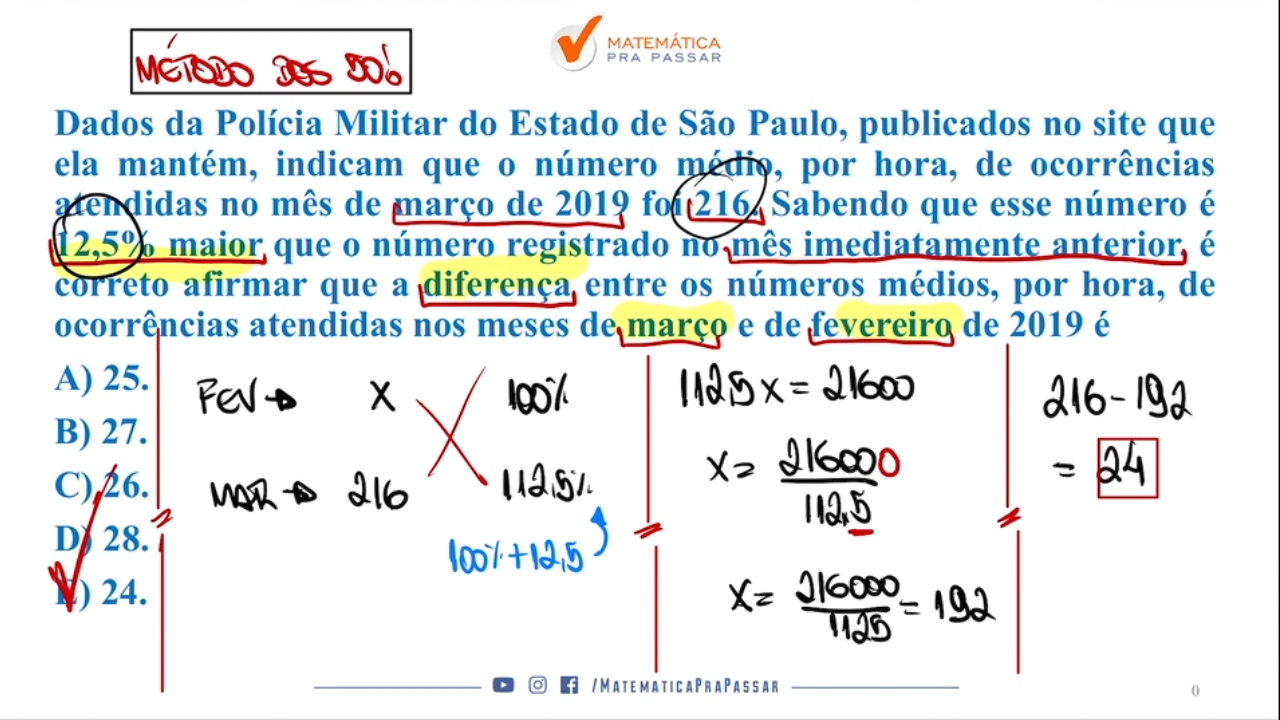 MÉTODO DOS 50%
MATEMÁTICA
PRA PASSAR
Dados da Polícia Militar do Estado de São Paulo, publicados no site que
ela mantém, indicam que o número médio, por hora, de ocorrências
atendidas no mês de março de 2019 foi 216. Sabendo que esse número é
12,5% maior que o número registrado no mês imediatamente anterior, é
correto afirmar que a diferença entre os números médios, por hora, de
ocorrências atendidas nos meses de março e de fevereiro de 2019 é
A) 25.
B) 27.
C) 26.
D) 28.
E) 24.
FEV → X 100%
MAR → 216 112,5%
100% + 12,5
112,5 X = 21600
X = 216000
112,5
X = 216000 = 192
1125
216 - 192
= 24
/MATEMATICAPRAPASSAR
0